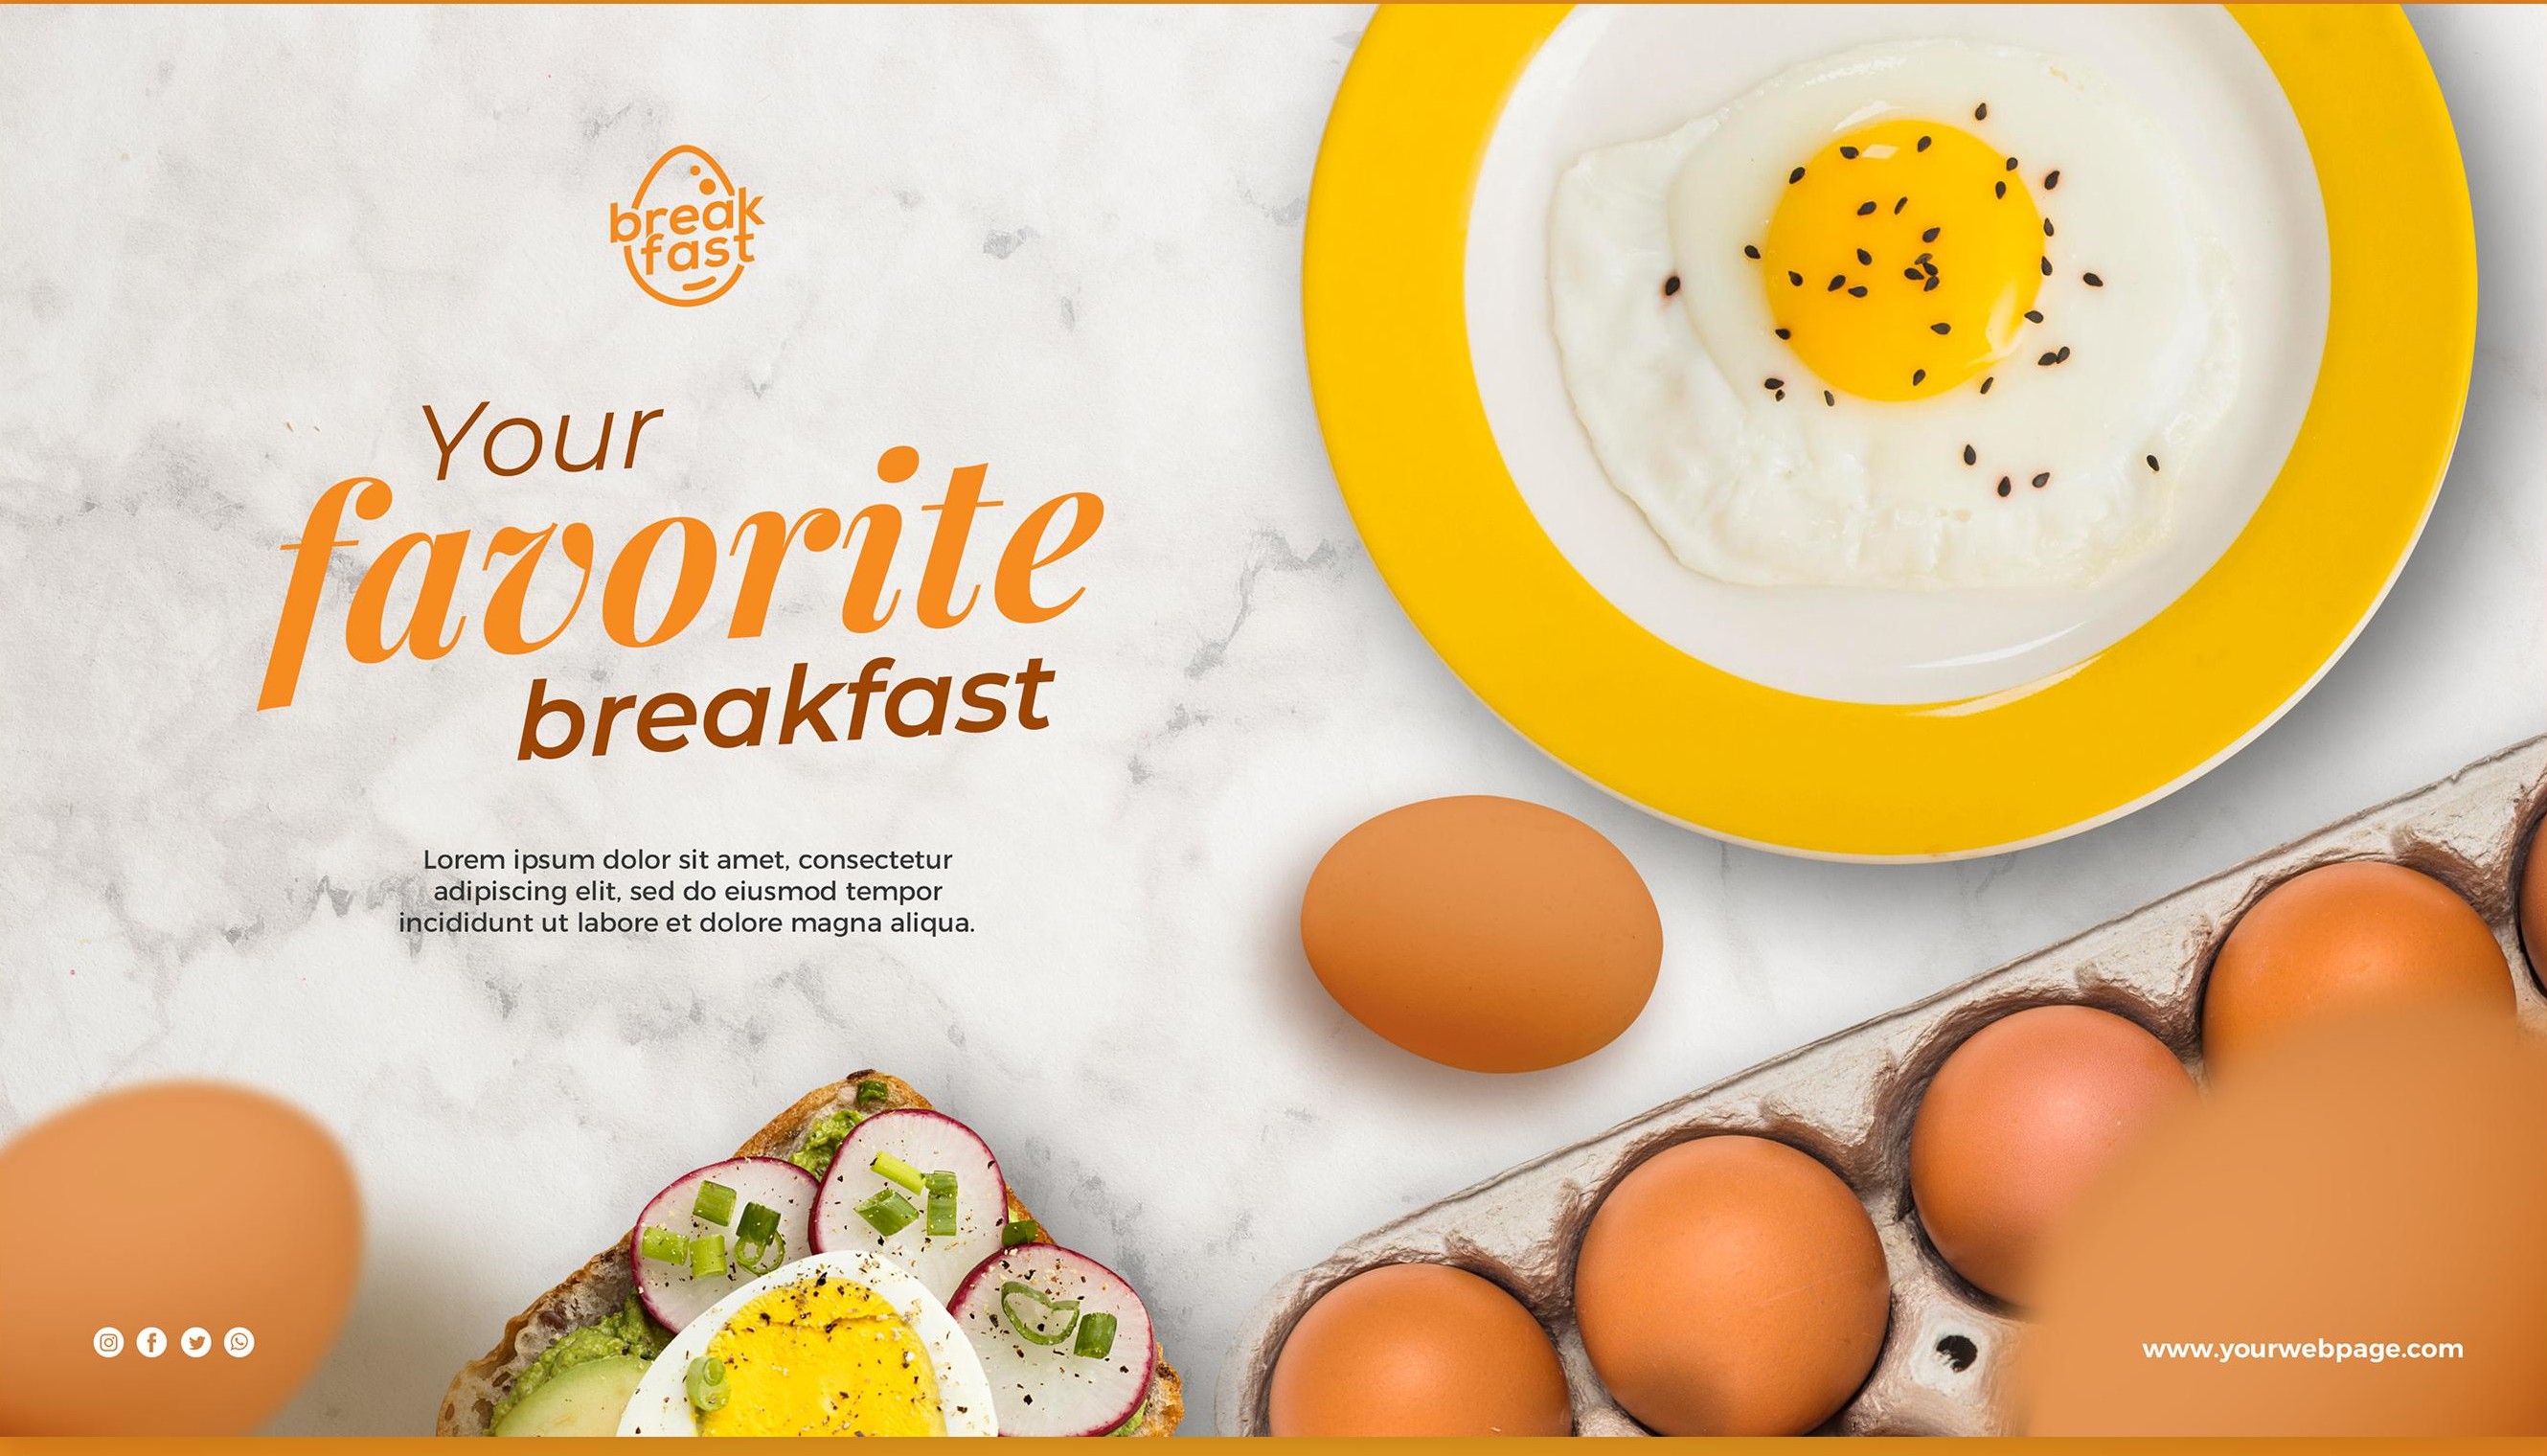 break
fast
Your
favorite
breakfast
Lorem ipsum dolor sit amet, consectetur
adipiscing elit, sed do eiusmod tempor
incididunt ut labore et dolore magna aliqua.
www.yourwebpage.com